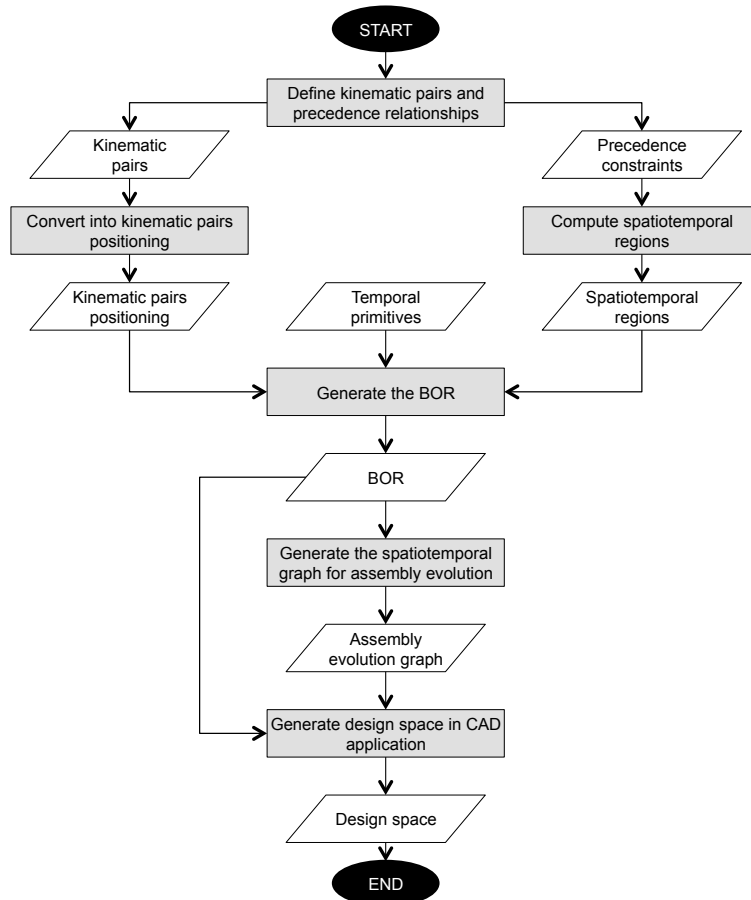 START
Define kinematic pairs and
precedence relationships
Kinematic
pairs
Precedence
constraints
Convert into kinematic pairs
positioning
Compute spatiotemporal
regions
Kinematic pairs
positioning
Temporal
primitives
Spatiotemporal
regions
Generate the BOR
BOR
Generate the spatiotemporal
graph for assembly evolution
Assembly
evolution graph
Generate design space in CAD
application
Design space
END